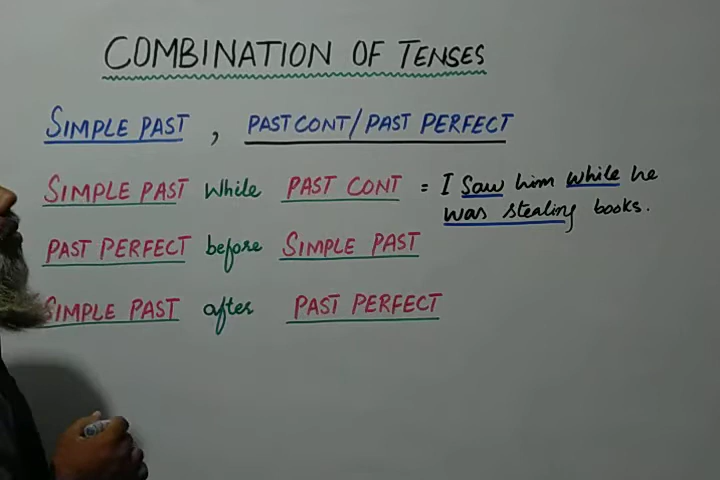 COMBINATION OF TENSES
SIMPLE PAST , PAST CONT/PAST PERFECT
SIMPLE PAST while PAST CONT = I saw him while he
was stealing books.
PAST PERFECT before SIMPLE PAST
SIMPLE PAST after PAST PERFECT